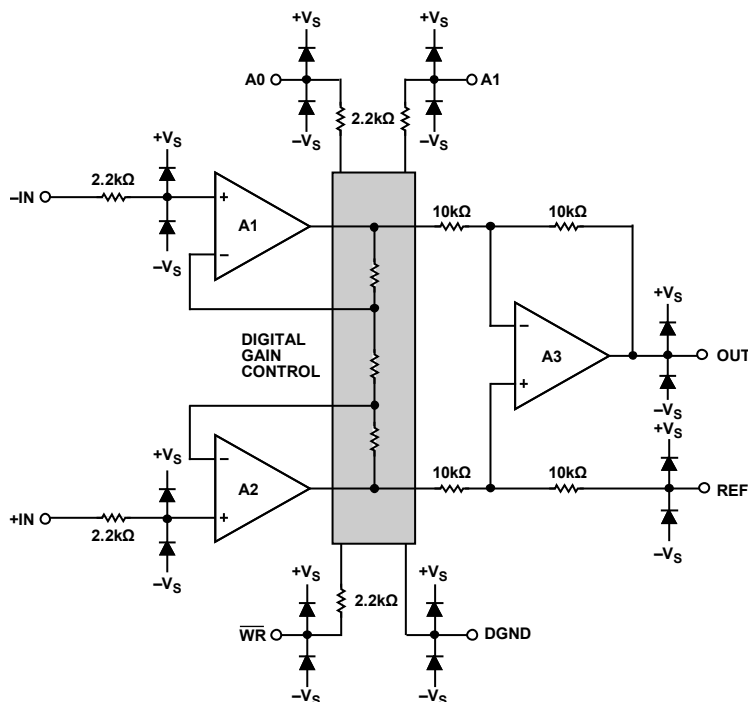 +VS +VS
A0 A1
2.2kΩ
–VS –VS
+VS
2.2kΩ
–IN
+
A1
10kΩ 10kΩ
–VS
–
+VS
–
DIGITAL
GAIN
CONTROL
A3
OUT
+
–VS
+VS
–
+VS
A2
10kΩ 10kΩ
REF
+IN
+
2.2kΩ
–VS
–VS
+VS +VS
2.2kΩ
WR DGND
–VS –VS